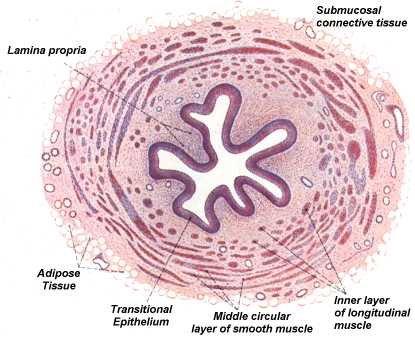 Submucosal
connective tissue
Lamina propria
Adipose
Tissue
Transitional
Epithelium
Middle circular
layer of smooth muscle
Inner layer
of longitudinal
muscle